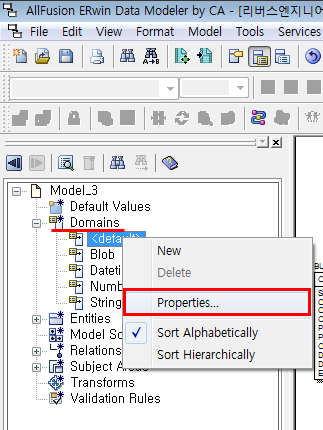 AllFusion ERwin Data Modeler by CA - [리버스엔지니어
File Edit View Format Model Tools Services
Model_3
Default Values
Domains
<default>
Blob
Dateti
Numb
String
Entities
Model So
Relations
Subject Areas
Transforms
Validation Rules
New
Delete
Properties...
Sort Alphabetically
Sort Hierarchically